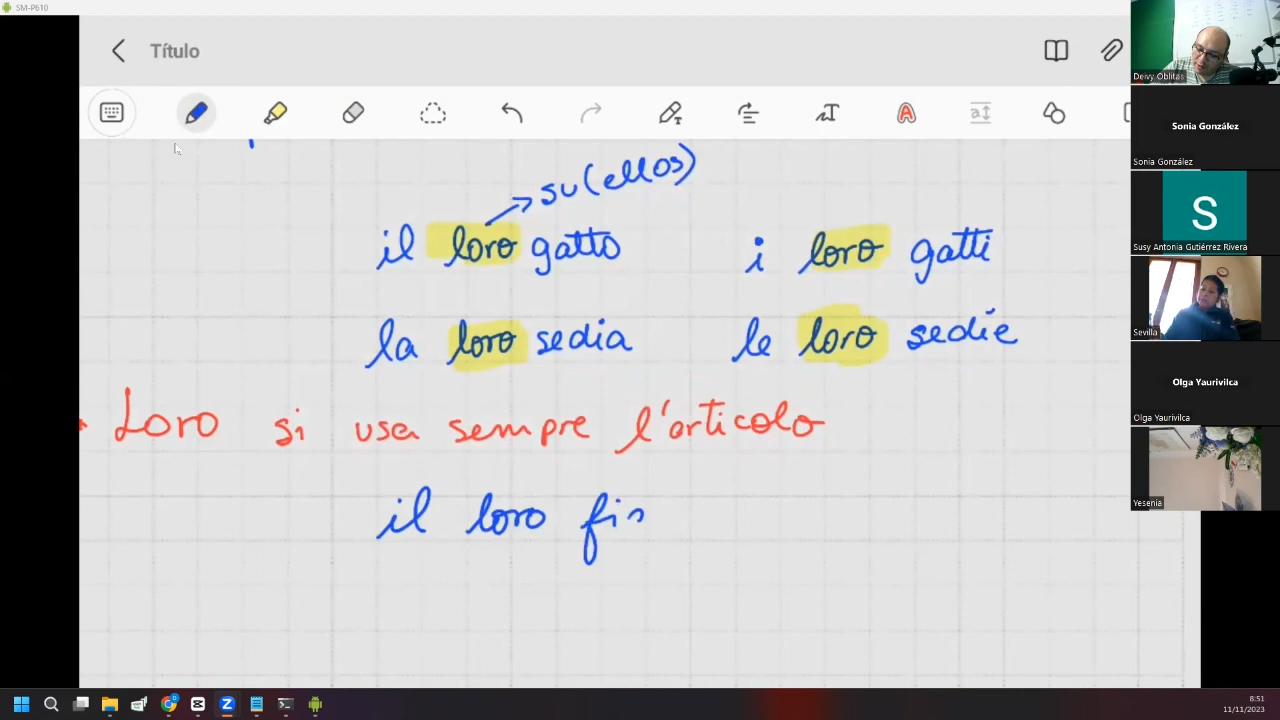 SM-P610
Título
Deivy Oblitas
Sonia González
Sonia González
su(ellos)
il loro gatto
i loro gatti
S
Susy Antonia Gutiérrez Rivera
la loro sedia
le loro sedie
Sevilla
Loro si usa sempre l'articolo
Olga Yaurivilca
Olga Yaurivilca
il loro fi
Yesenia
8:51
11/11/2023